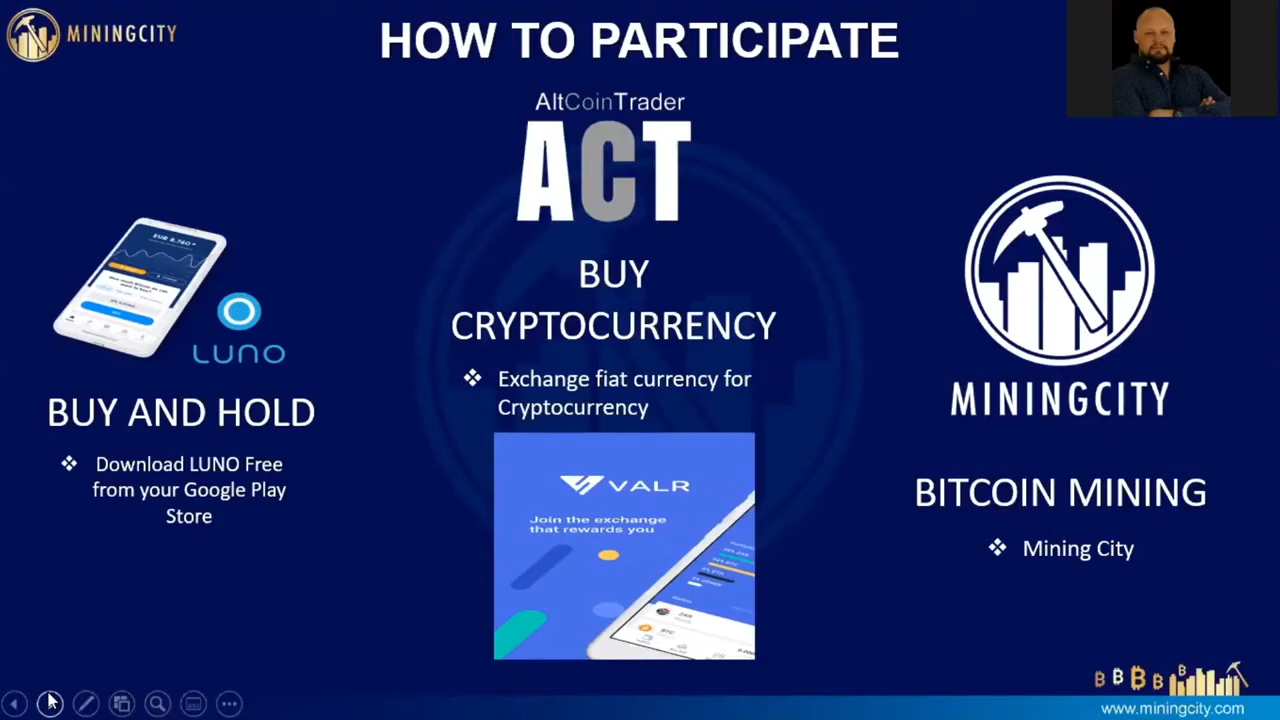 MININGCITY
HOW TO PARTICIPATE
AltCoinTrader
ACT
LUNO
BUY AND HOLD
❖ Download LUNO Free
from your Google Play
Store
BUY
CRYPTOCURRENCY
❖ Exchange fiat currency for
Cryptocurrency
VALR
Join the exchange
that rewards you
ZAR
BTC
MININGCITY
BITCOIN MINING
❖ Mining City
www.miningcity.com